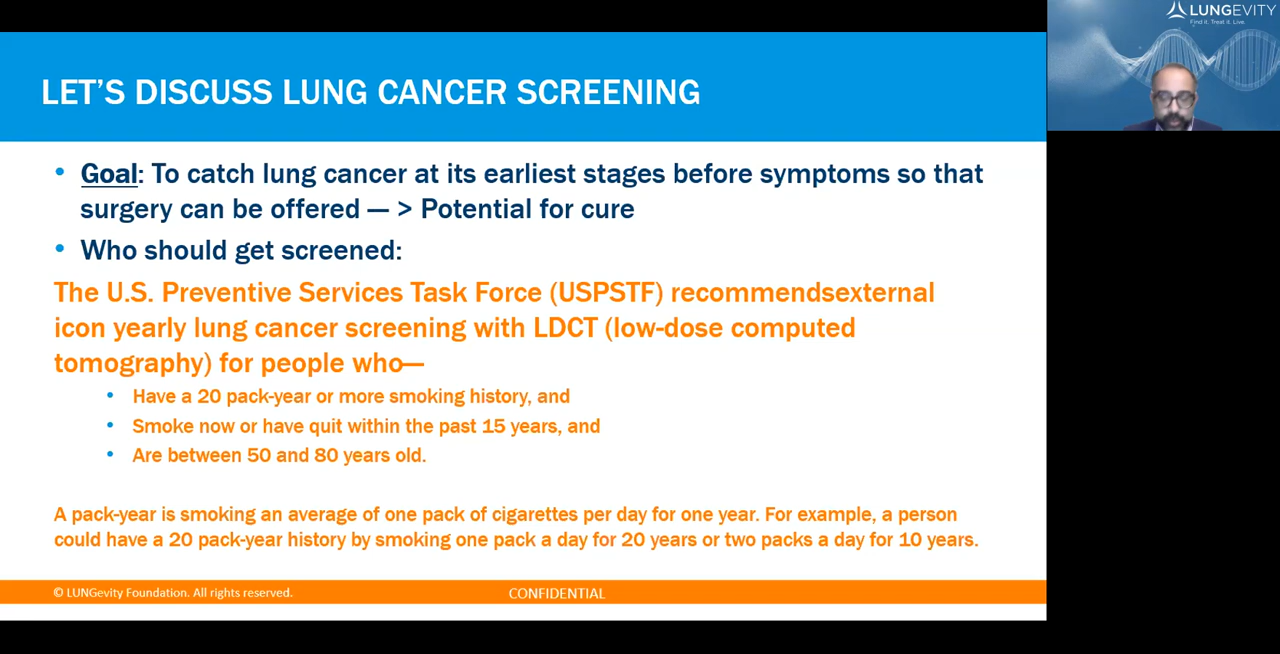 LET'S DISCUSS LUNG CANCER SCREENING
LUNGEVITY
Find it. Treat it. Live.
• Goal: To catch lung cancer at its earliest stages before symptoms so that
surgery can be offered — > Potential for cure
• Who should get screened:
The U.S. Preventive Services Task Force (USPSTF) recommendsexternal
icon yearly lung cancer screening with LDCT (low-dose computed
tomography) for people who—
• Have a 20 pack-year or more smoking history, and
• Smoke now or have quit within the past 15 years, and
• Are between 50 and 80 years old.
A pack-year is smoking an average of one pack of cigarettes per day for one year. For example, a person
could have a 20 pack-year history by smoking one pack a day for 20 years or two packs a day for 10 years.
© LUNGevity Foundation. All rights reserved.
CONFIDENTIAL